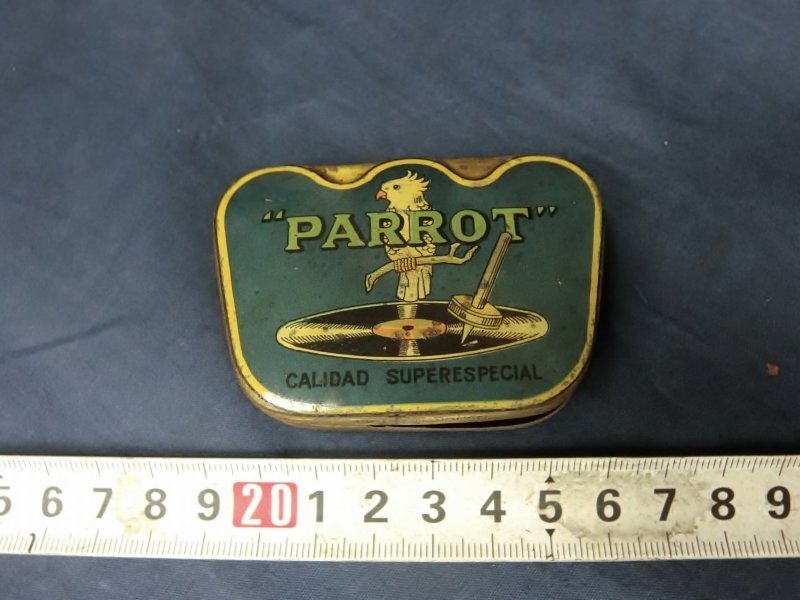 "PARROT"
CALIDAD SUPERESPECIAL
5 6 7 8 9 20 1 2 3 4 5 6 7 8 9